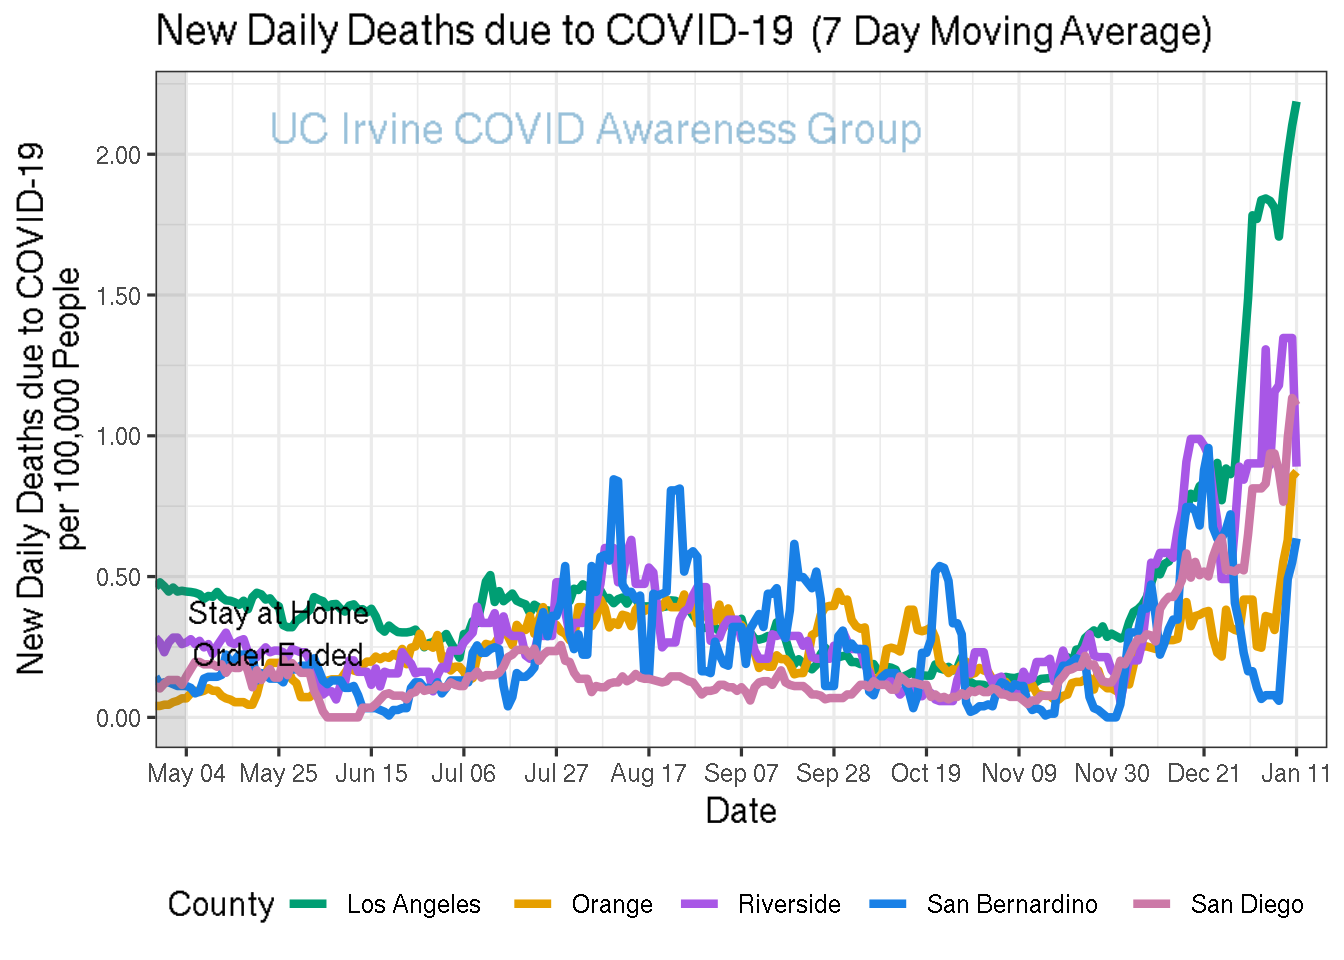 New Daily Deaths due to COVID-19 (7 Day Moving Average)
UC Irvine COVID Awareness Group
New Daily Deaths due to COVID-19
per 100,000 People
2.00
1.50
1.00
0.50
0.00
Stay at Home
Order Ended
May 04 May 25 Jun 15 Jul 06 Jul 27 Aug 17 Sep 07 Sep 28 Oct 19 Nov 09 Nov 30 Dec 21 Jan 11
Date
County Los Angeles Orange Riverside San Bernardino San Diego